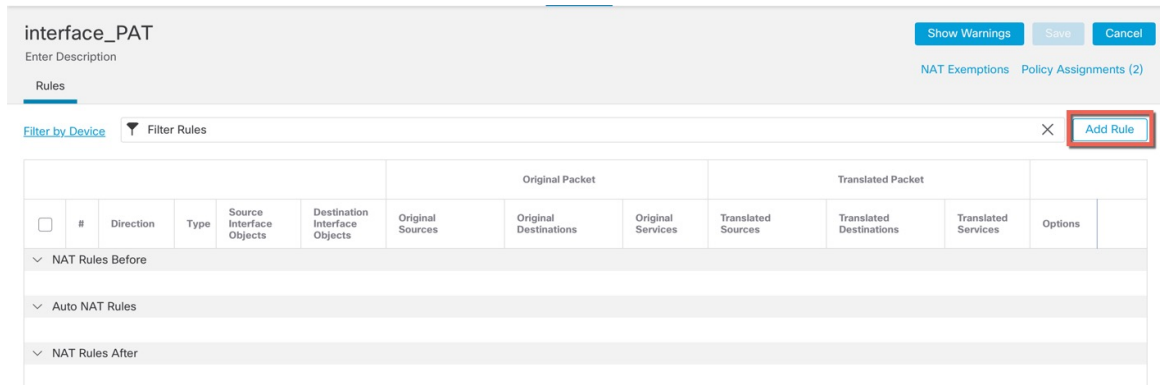 interface_PAT
Show Warnings Save Cancel
Enter Description
NAT Exemptions Policy Assignments (2)
Rules
Filter by Device Filter Rules Add Rule
Original Packet Translated Packet
# Direction Type Source Interface Objects Destination Interface Objects Original Sources Original Destinations Original Services Translated Sources Translated Destinations Translated Services Options
NAT Rules Before
Auto NAT Rules
NAT Rules After